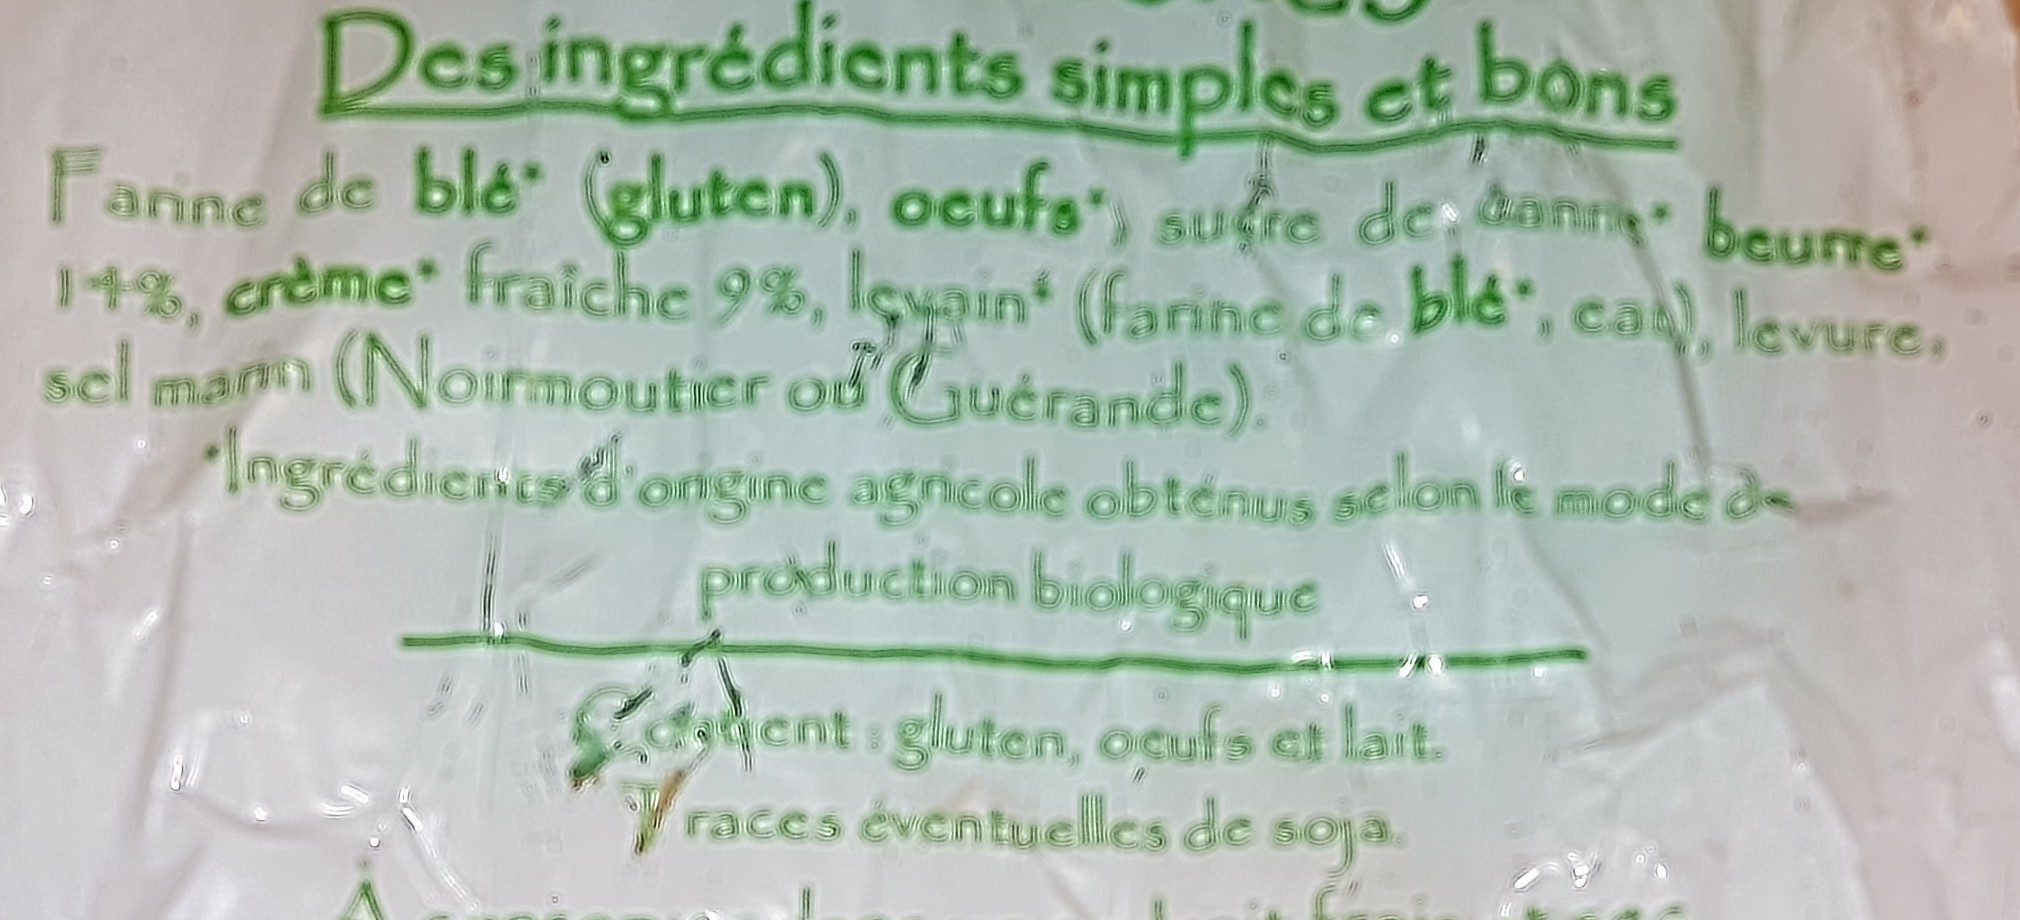 Des ingrédients simples et bons
Farine de blé* (gluten), oeufs*, sucre de canne* beurre*
14%, crème* fraîche 9%, levain* (farine de blé*, eau), levure,
sel marin (Noirmoutier ou Guérande).
*Ingrédients d'origine agricole obtenus selon le mode de
production biologique
Contient : gluten, oeufs et lait.
Traces éventuelles de soja.